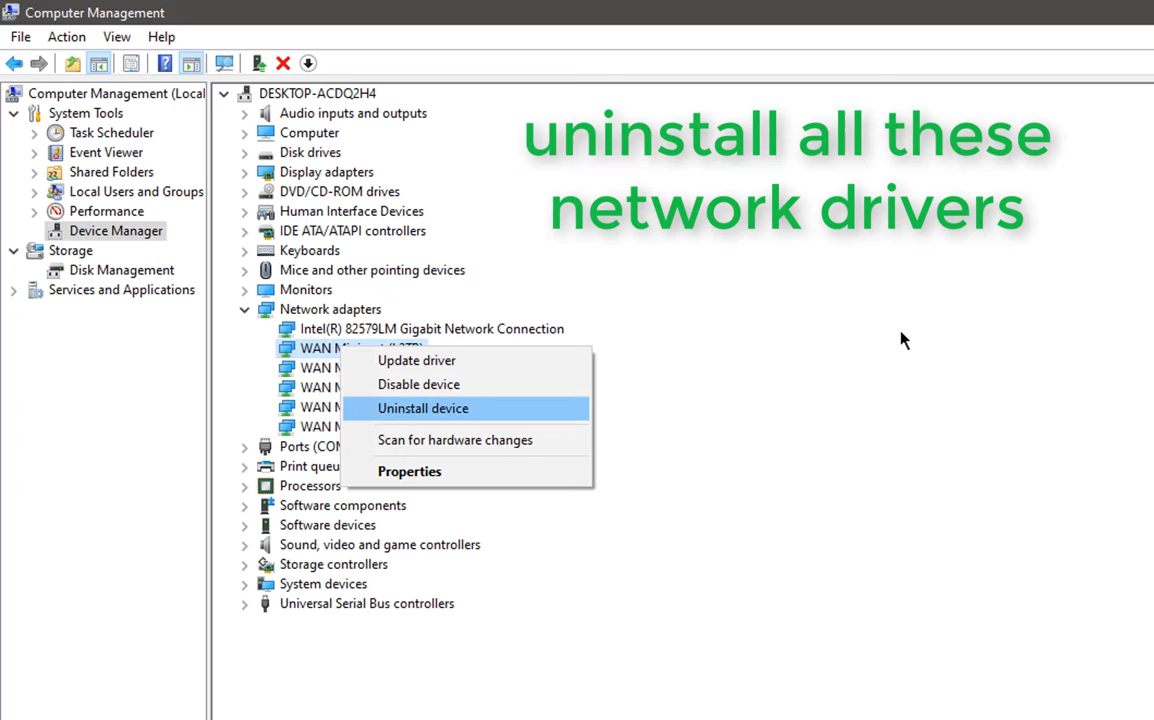 Computer Management
File Action View Help
Computer Management (Local
System Tools
Task Scheduler
Event Viewer
Shared Folders
Local Users and Groups
Performance
Device Manager
Storage
Disk Management
Services and Applications
DESKTOP-ACDQ2H4
Audio inputs and outputs
Computer
Disk drives
Display adapters
DVD/CD-ROM drives
Human Interface Devices
IDE ATA/ATAPI controllers
Keyboards
Mice and other pointing devices
Monitors
Network adapters
Intel(R) 82579LM Gigabit Network Connection
WAN
WAN
WAN
WAN
WAN
Ports (COM
Print queu
Processors
Software components
Software devices
Sound, video and game controllers
Storage controllers
System devices
Universal Serial Bus controllers
Update driver
Disable device
Uninstall device
Scan for hardware changes
Properties
uninstall all these
network drivers